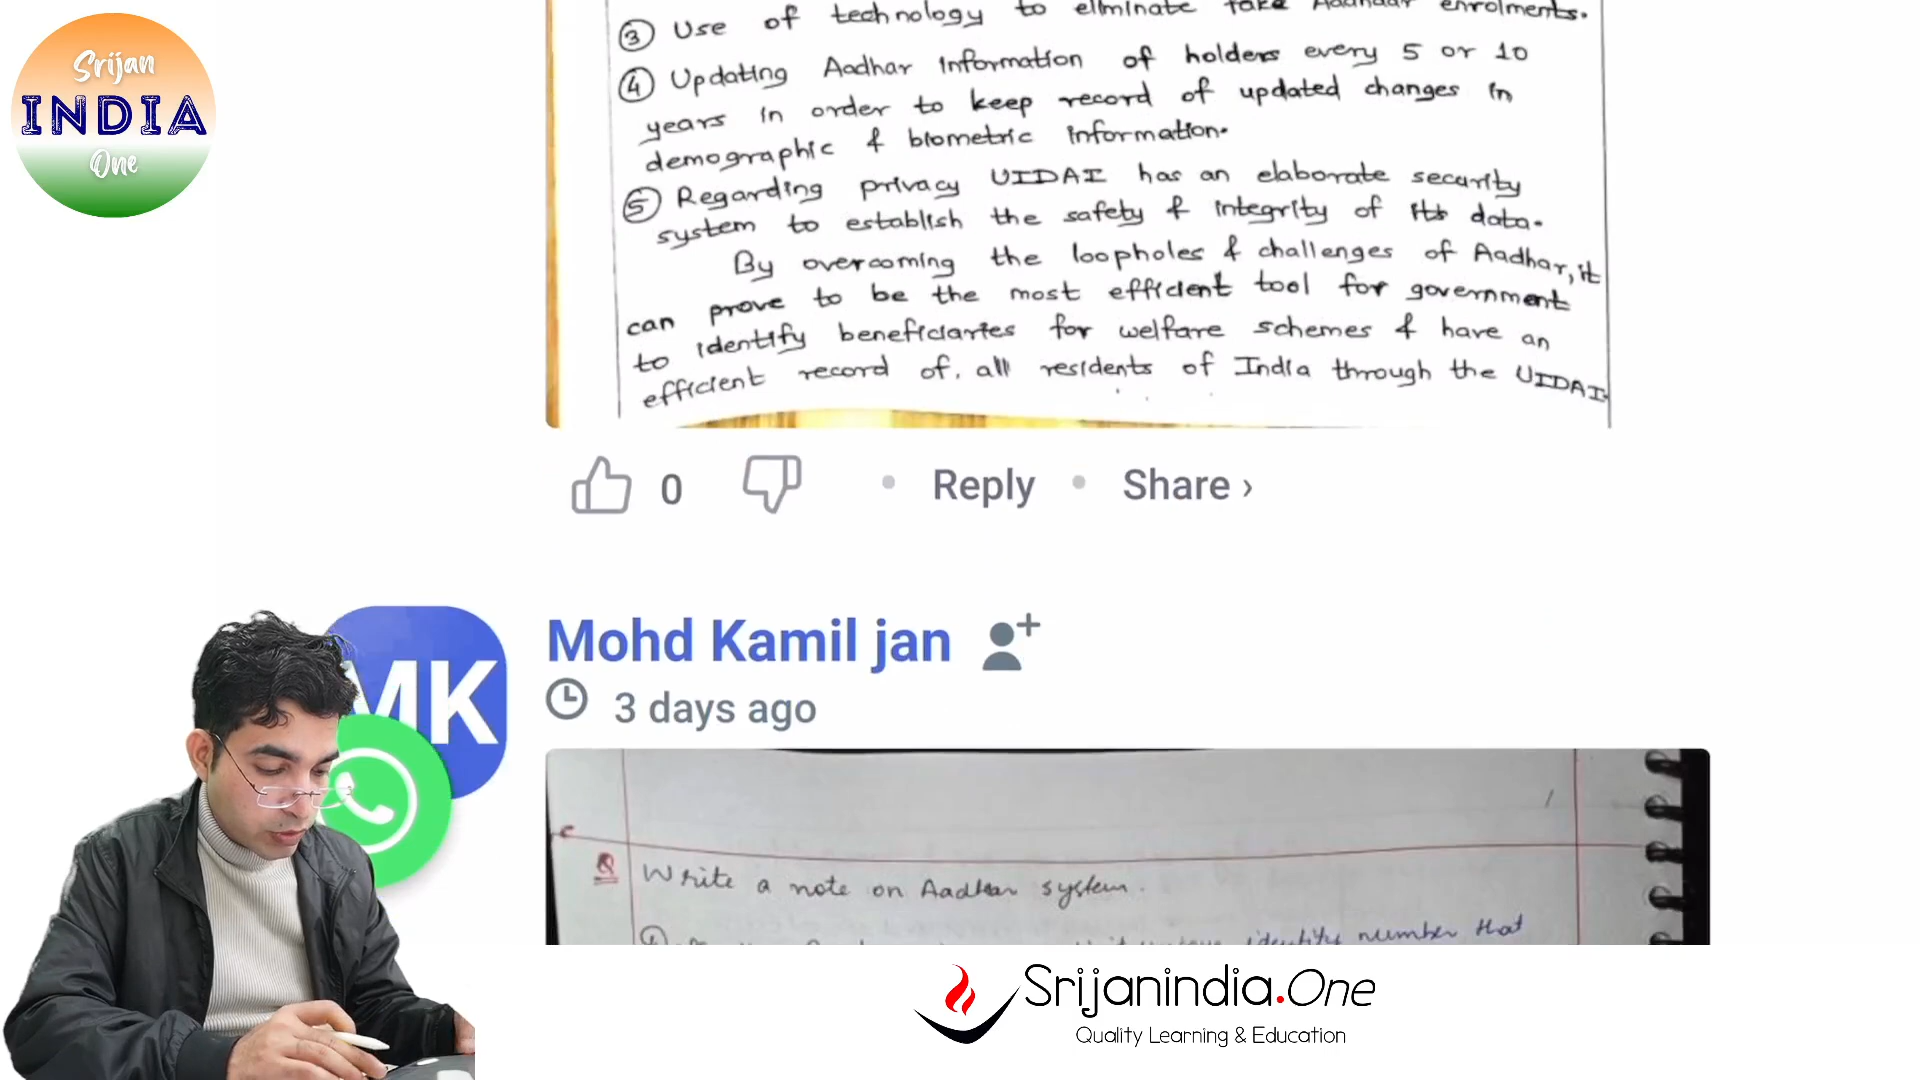 Srijan
INDIA
One
③ Use of technology to eliminate fake Aadhaar enrolments.
④ Updating Aadhar Information of holders every 5 or 10
years in order to keep record of updated changes in
demographic & biometric information.
⑤ Regarding privacy UIDAI has an elaborate security
system to establish the safety & integrity of its data.
By overcoming the loopholes & challenges of Aadhar, it
can prove to be the most efficient tool for government
to identify beneficiaries for welfare schemes & have an
efficient record of all residents of India through the UIDAI
0 • Reply • Share ›
MK
Mohd Kamil jan
3 days ago
Q Write a note on Aadhar system.
identity number that
Srijanindia.One
Quality Learning & Education